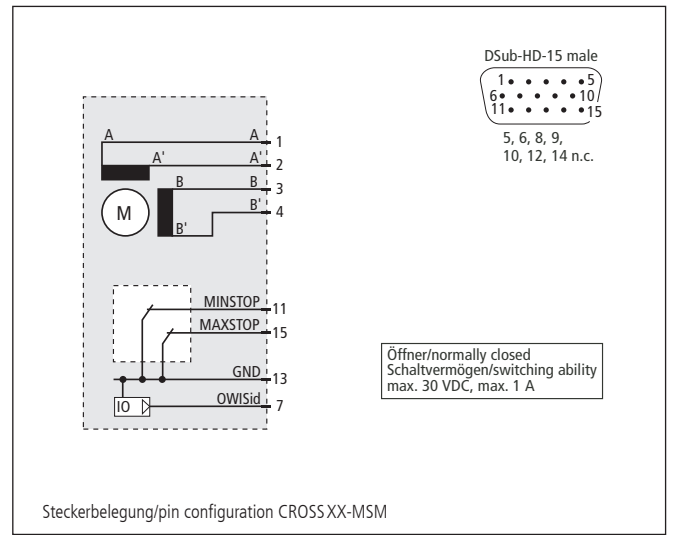 DSub-HD-15 male
1 5
6 10
11 15
5, 6, 8, 9,
10, 12, 14 n.c.
A A 1
A' A' 2
B B 3
M B' 4
B'
MINSTOP 11
MAXSTOP 15
GND 13
IO OWISid 7
Öffner/normally closed
Schaltvermögen/switching ability
max. 30 VDC, max. 1 A
Steckerbelegung/pin configuration CROSS XX-MSM